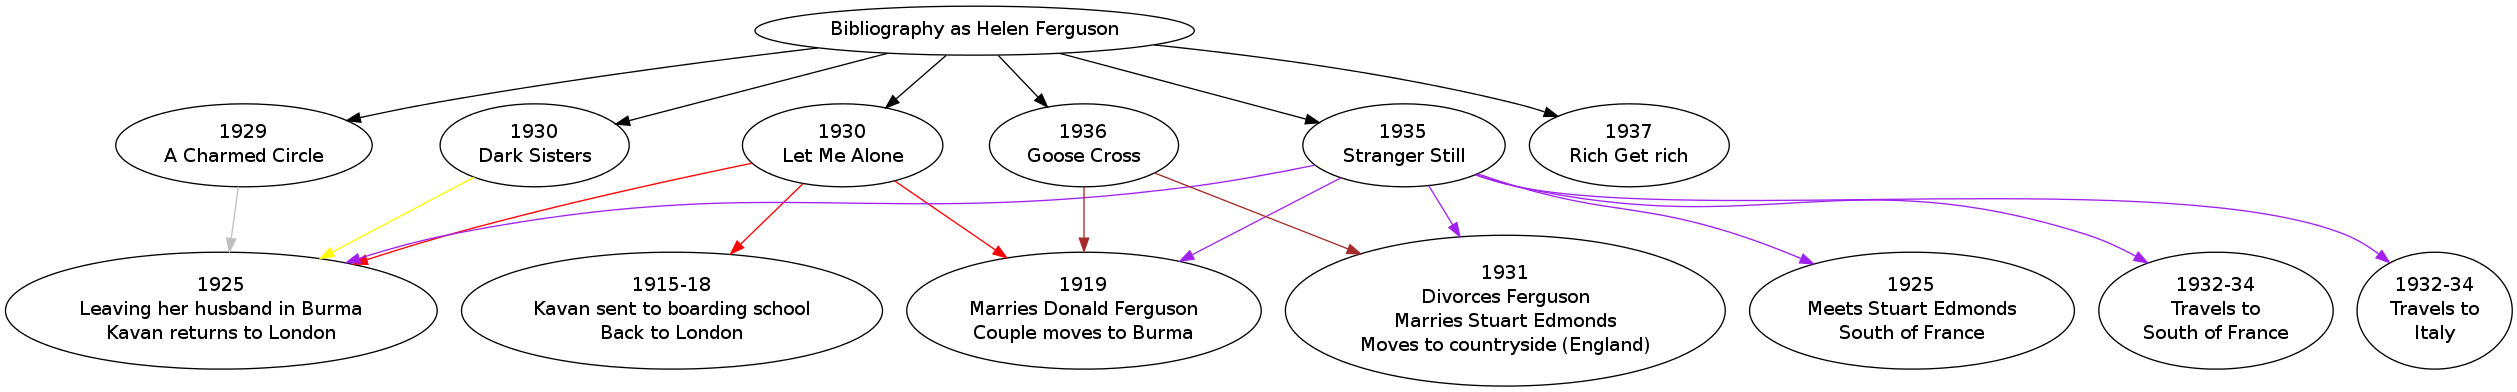 Bibliography as Helen Ferguson
1929
A Charmed Circle
1930
Dark Sisters
1930
Let Me Alone
1936
Goose Cross
1935
Stranger Still
1937
Rich Get rich
1925
Leaving her husband in Burma
Kavan returns to London
1915-18
Kavan sent to boarding school
Back to London
1919
Marries Donald Ferguson
Couple moves to Burma
1931
Divorces Ferguson
Marries Stuart Edmonds
Moves to countryside (England)
1925
Meets Stuart Edmonds
South of France
1932-34
Travels to
South of France
1932-34
Travels to
Italy